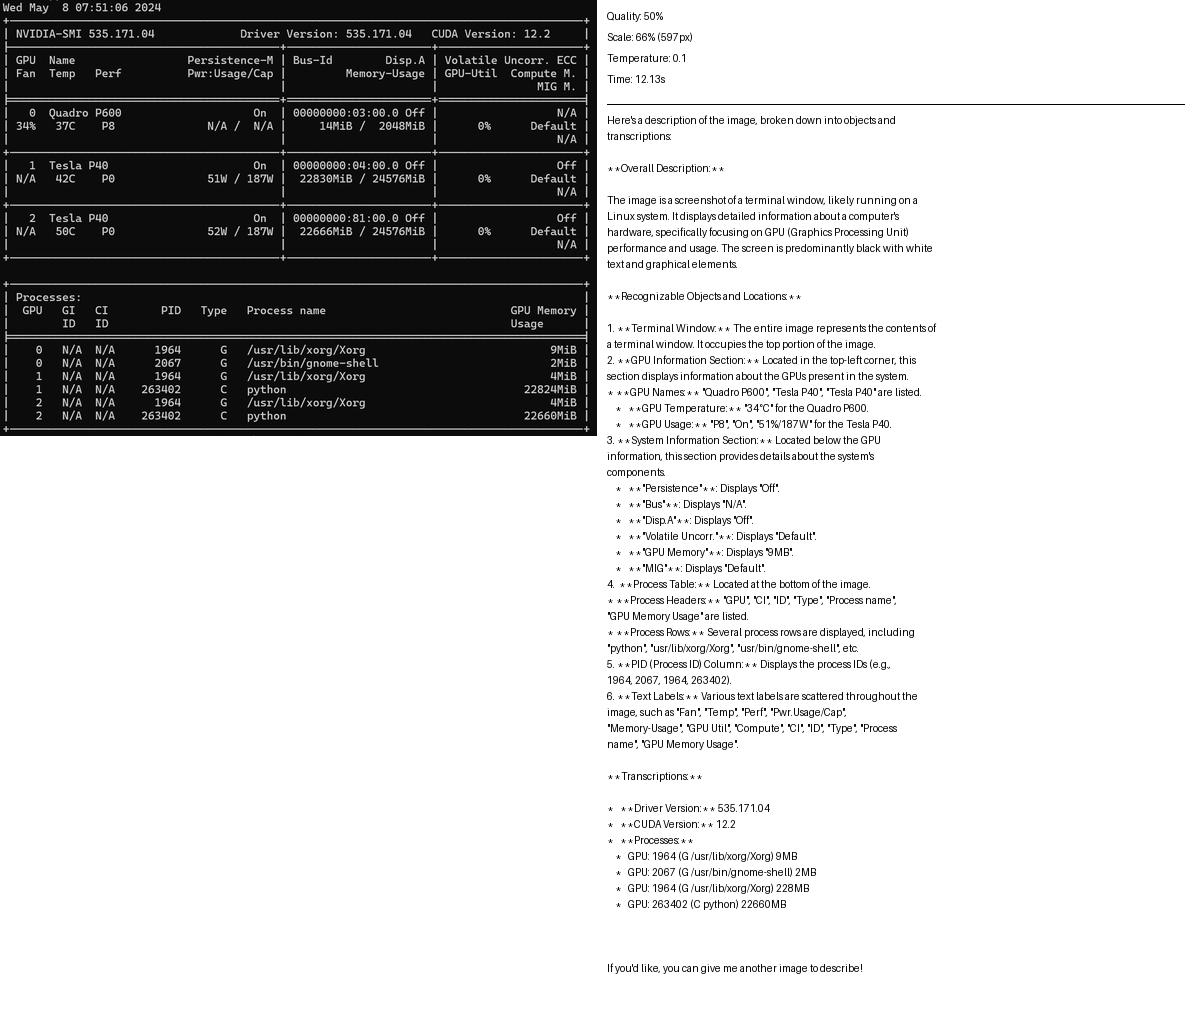 Wed May  8 07:51:06 2024
NVIDIA-SMI 535.171.04 Driver Version: 535.171.04 CUDA Version: 12.2
GPU Name Persistence-M | Bus-Id Disp.A | Volatile Uncorr. ECC
Fan Temp Perf Pwr:Usage/Cap | Memory-Usage | GPU-Util Compute M.
MIG M.
0 Quadro P600 On | 00000000:03:00.0 Off | N/A
34% 37C P8 N/A / N/A | 14MiB / 2048MiB | 0% Default
N/A
1 Tesla P40 On | 00000000:04:00.0 Off | Off
N/A 42C P0 51W / 187W | 22830MiB / 24576MiB | 0% Default
N/A
2 Tesla P40 On | 00000000:81:00.0 Off | Off
N/A 50C P0 52W / 187W | 22666MiB / 24576MiB | 0% Default
N/A
Processes:
GPU GI CI PID Type Process name GPU Memory
ID ID Usage
0 N/A N/A 1964 G /usr/lib/xorg/Xorg 9MiB
0 N/A N/A 2067 G /usr/bin/gnome-shell 2MiB
1 N/A N/A 1964 G /usr/lib/xorg/Xorg 4MiB
1 N/A N/A 263402 C python 22824MiB
2 N/A N/A 1964 G /usr/lib/xorg/Xorg 4MiB
2 N/A N/A 263402 C python 22660MiB
Quality: 50%
Scale: 66% (597px)
Temperature: 0.1
Time: 12.13s
Here's a description of the image, broken down into objects and
transcriptions:
**Overall Description:**
The image is a screenshot of a terminal window, likely running on a
Linux system. It displays detailed information about a computer's
hardware, specifically focusing on GPU (Graphics Processing Unit)
performance and usage. The screen is predominantly black with white
text and graphical elements.
**Recognizable Objects and Locations:**
1. **Terminal Window:** The entire image represents the contents of
a terminal window. It occupies the top portion of the image.
2. **GPU Information Section:** Located in the top-left corner, this
section displays information about the GPUs present in the system.
* **GPU Names:** "Quadro P600", "Tesla P40", "Tesla P40" are listed.
* **GPU Temperature:** "34°C" for the Quadro P600.
* **GPU Usage:** "P8", "On", "51%/187W" for the Tesla P40.
3. **System Information Section:** Located below the GPU
information, this section provides details about the system's
components.
* **"Persistence"**: Displays "Off".
* **"Bus"**: Displays "N/A".
* **"Disp.A"**: Displays "Off".
* **"Volatile Uncorr."**: Displays "Default".
* **"GPU Memory"**: Displays "9MB".
* **"MIG"**: Displays "Default".
4. **Process Table:** Located at the bottom of the image.
* **Process Headers:** "GPU", "CI", "ID", "Type", "Process name",
"GPU Memory Usage" are listed.
* **Process Rows:** Several process rows are displayed, including
"python", "usr/lib/xorg/Xorg", "usr/bin/gnome-shell", etc.
5. **PID (Process ID) Column:** Displays the process IDs (e.g.,
1964, 2067, 1964, 263402).
6. **Text Labels:** Various text labels are scattered throughout the
image, such as "Fan", "Temp", "Perf", "Pwr.Usage/Cap",
"Memory-Usage", "GPU Util", "Compute", "CI", "ID", "Type", "Process
name", "GPU Memory Usage".
**Transcriptions:**
* **Driver Version:** 535.171.04
* **CUDA Version:** 12.2
* **Processes:**
* GPU: 1964 (G /usr/lib/xorg/Xorg) 9MB
* GPU: 2067 (G /usr/bin/gnome-shell) 2MB
* GPU: 1964 (G /usr/lib/xorg/Xorg) 228MB
* GPU: 263402 (C python) 22660MB
If you'd like, you can give me another image to describe!